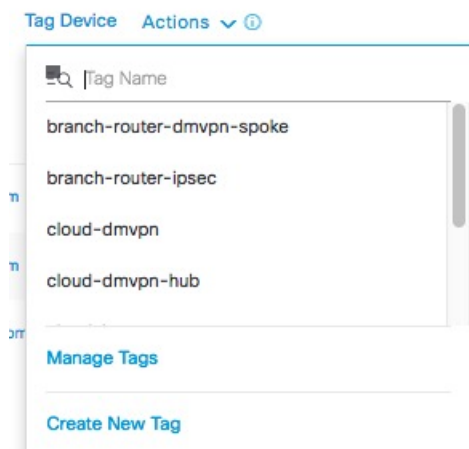 Tag Device Actions
Tag Name
branch-router-dmvpn-spoke
branch-router-ipsec
m
cloud-dmvpn
m
cloud-dmvpn-hub
om
Manage Tags
Create New Tag